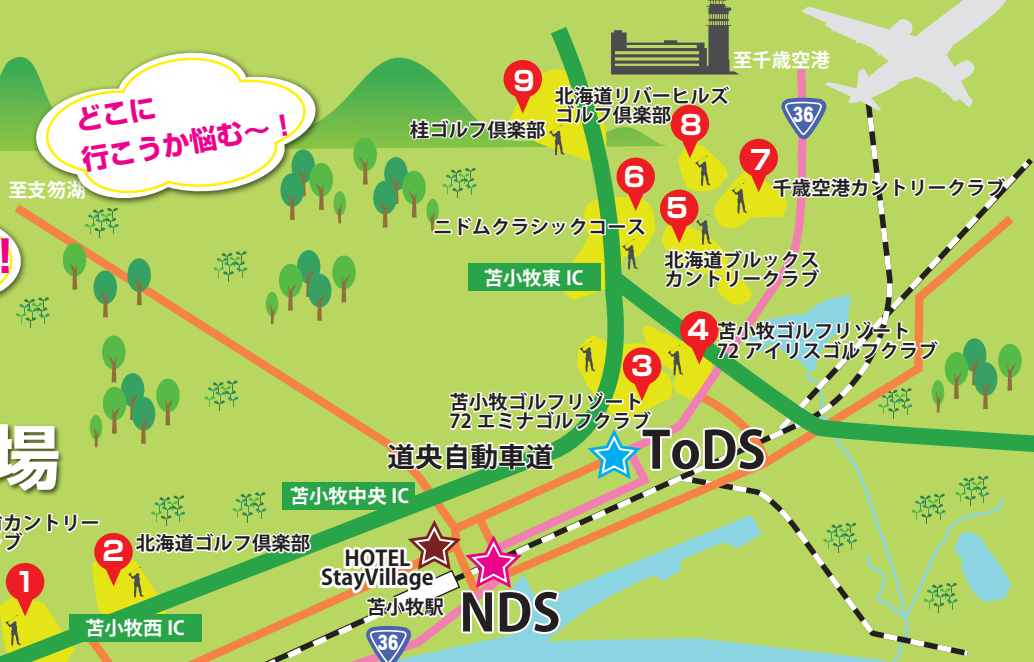 至千歳空港
どこに
行こうか悩む〜！
9
北海道リバーヒルズ
ゴルフ倶楽部
36
桂ゴルフ倶楽部
8
7
至支笏湖
6
千歳空港カントリークラブ
5
ニドムクラシックコース
!
北海道ブルックス
カントリークラブ
苫小牧東 IC
4
苫小牧ゴルフリゾート
72 アイリスゴルフクラブ
3
苫小牧ゴルフリゾート
72 エミナゴルフクラブ
場
道央自動車道
ToDS
苫小牧中央 IC
カントリー
ブ
2
北海道ゴルフ倶楽部
HOTEL
StayVillage
1
苫小牧駅
NDS
苫小牧西 IC
36